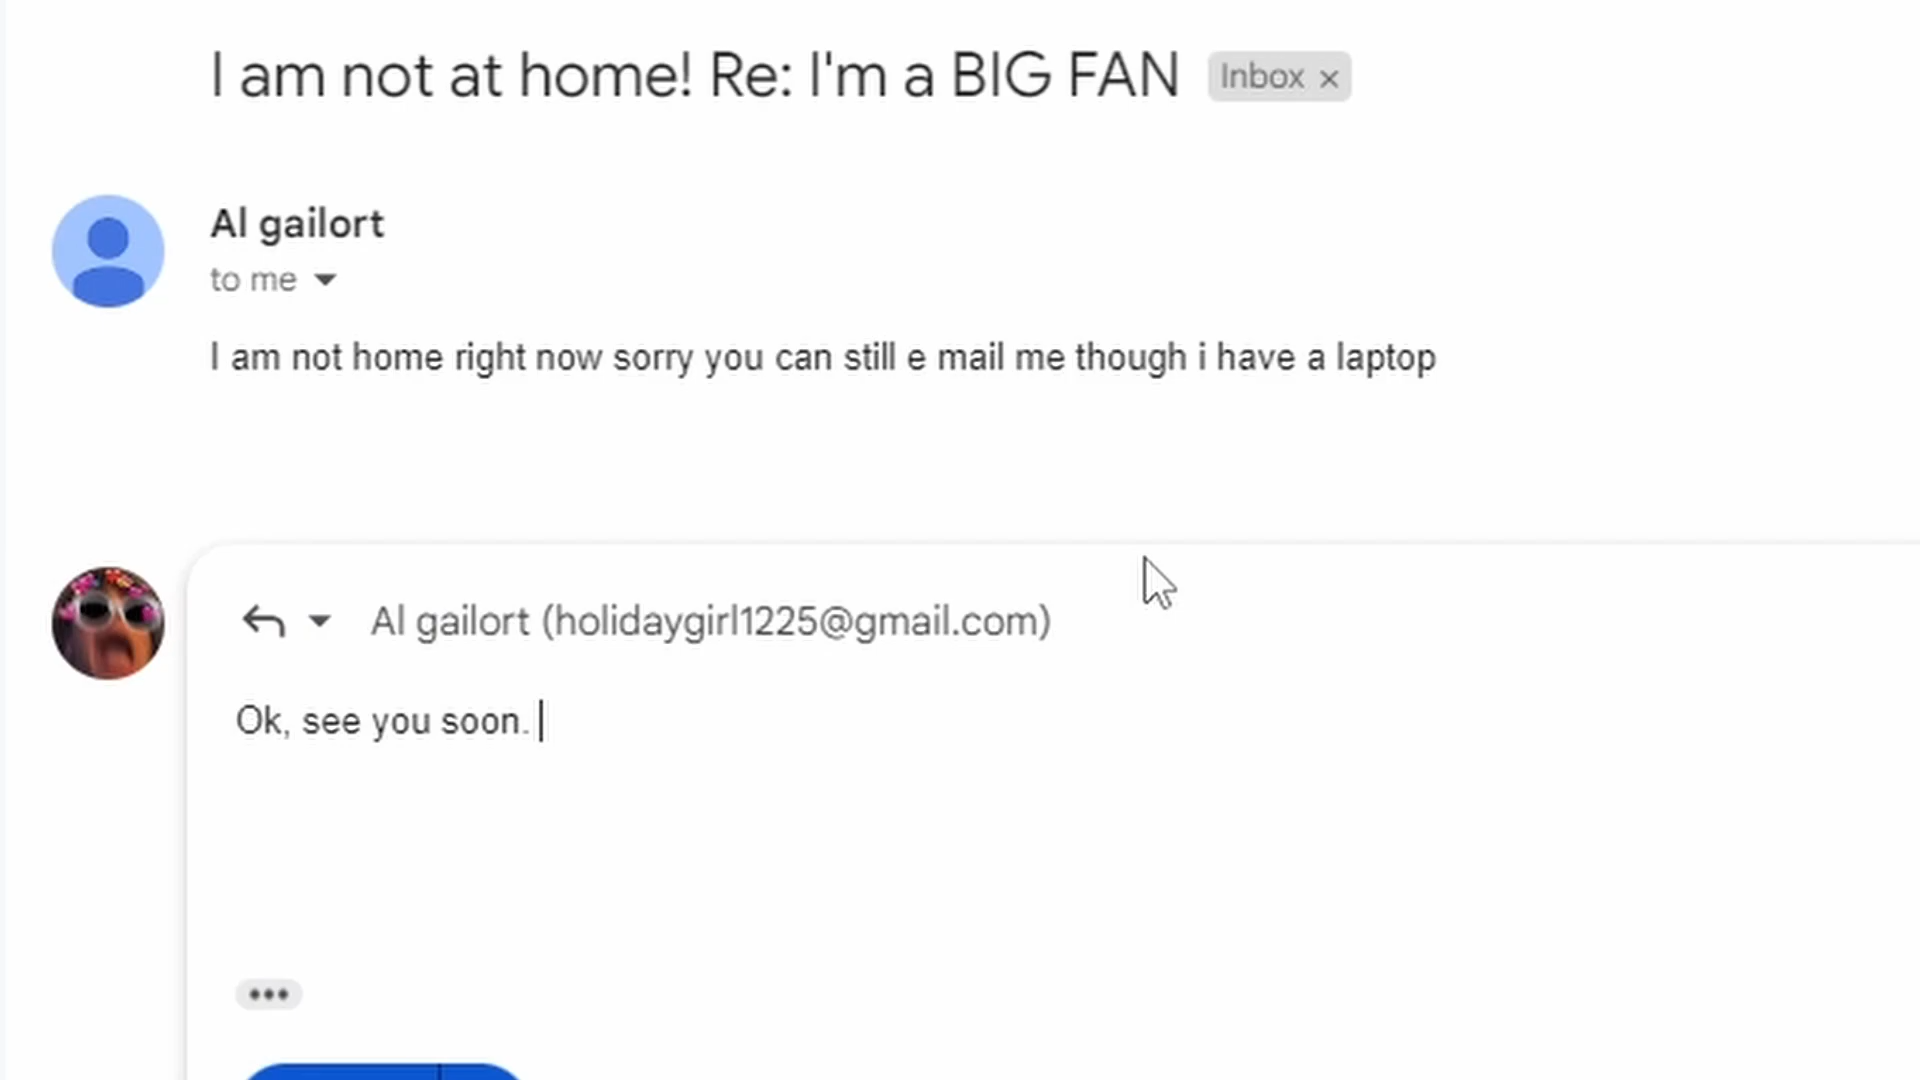 I am not at home! Re: I'm a BIG FAN Inbox ×
Al gailort
to me
I am not home right now sorry you can still e mail me though i have a laptop
Al gailort (holidaygirl1225@gmail.com)
Ok, see you soon.